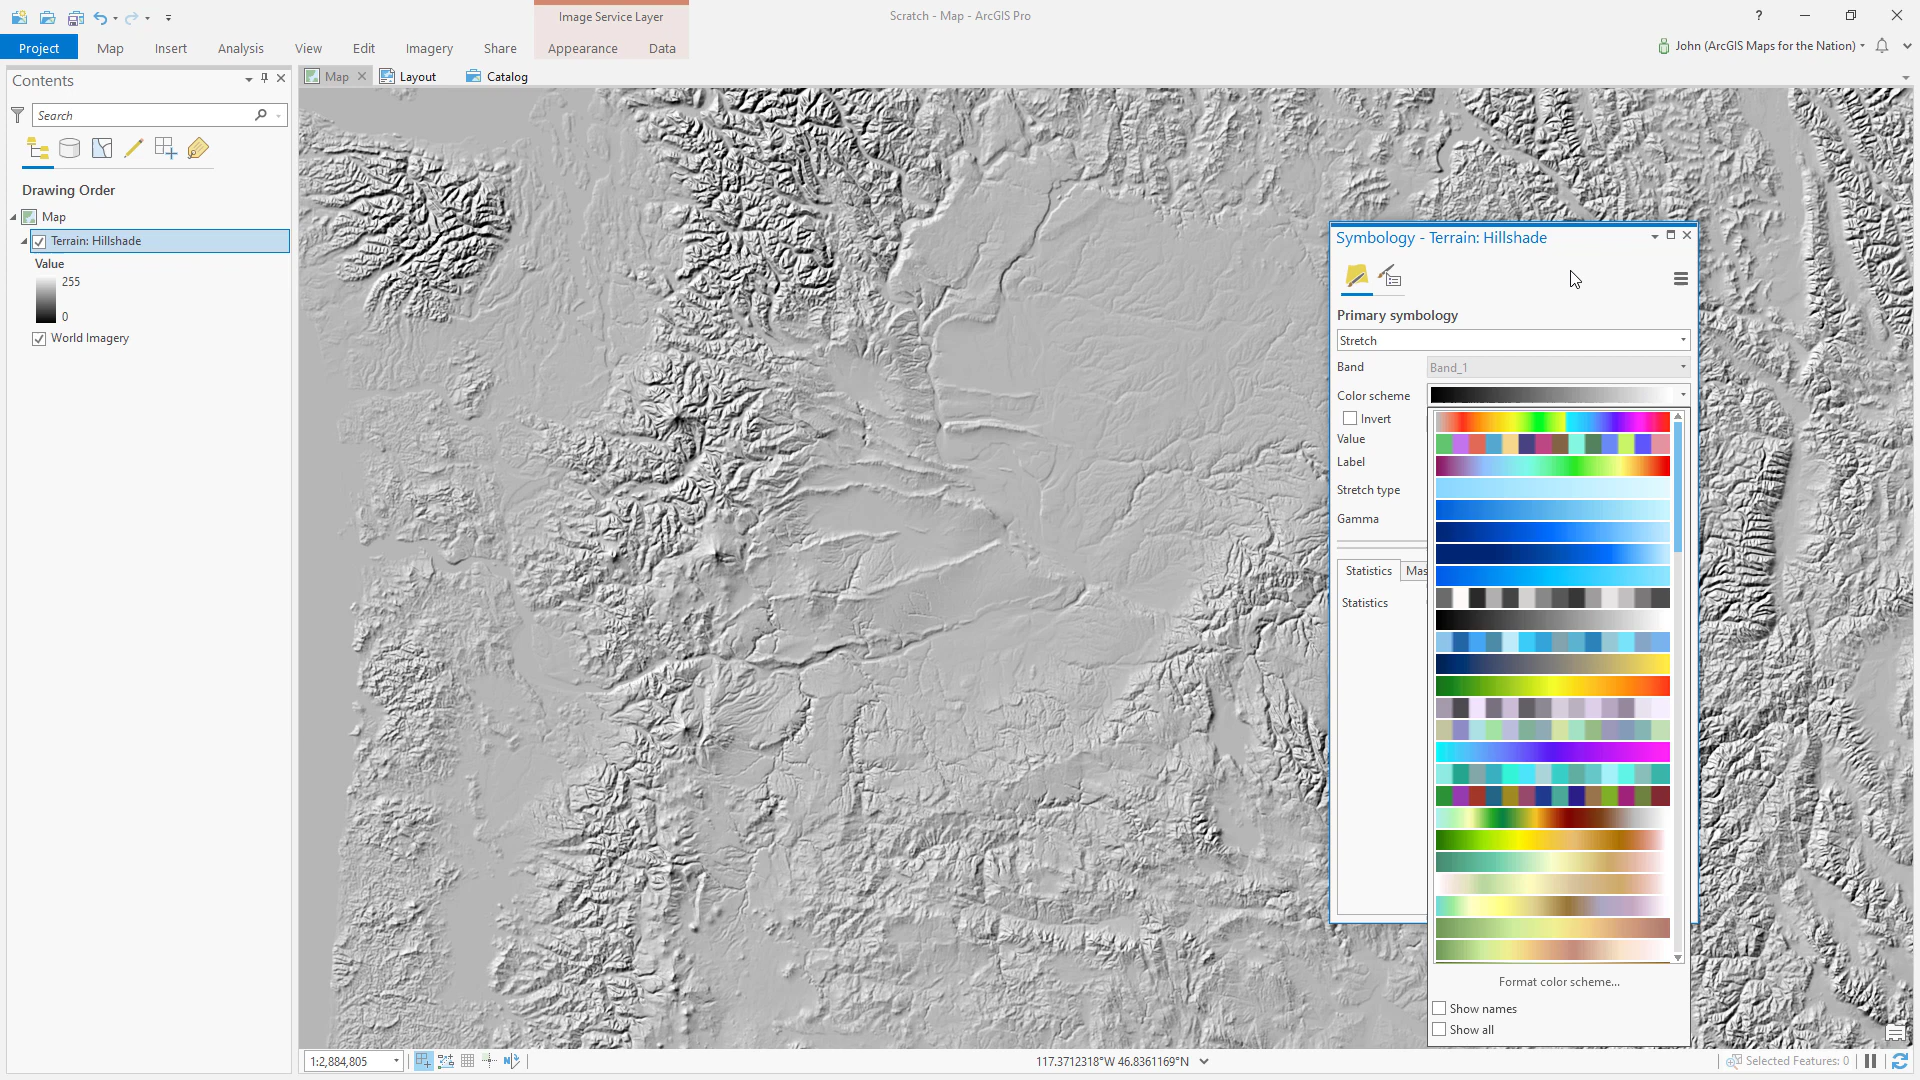 Image Service Layer
Scratch - Map - ArcGIS Pro
?
Project
Map
Insert
Analysis
View
Edit
Imagery
Share
Appearance
Data
John (ArcGIS Maps for the Nation)
Contents
Map
Layout
Catalog
Search
Drawing Order
Map
Terrain: Hillshade
Value
255
0
World Imagery
Symbology - Terrain: Hillshade
Primary symbology
Stretch
Band
Band_1
Color scheme
Invert
Value
Label
Stretch type
Gamma
Statistics
Mas
Statistics
Format color scheme...
Show names
Show all
1:2,884,805
117.3712318°W 46.8361169°N
Selected Features: 0